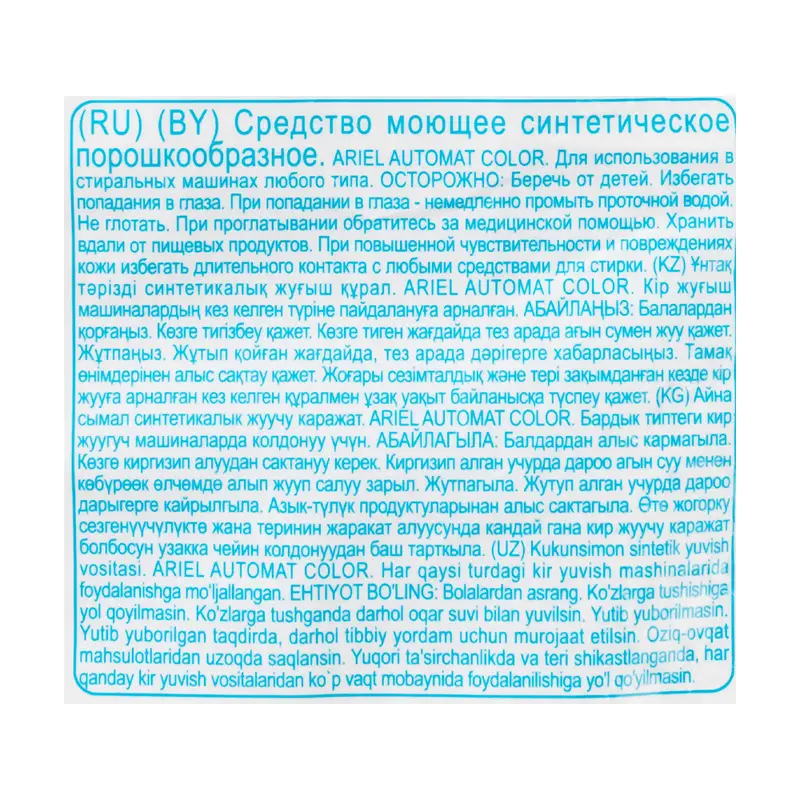 (RU) (BY) Средство моющее синтетическое
порошкообразное. ARIEL AUTOMAT COLOR. Для использования в
стиральных машинах любого типа. ОСТОРОЖНО: Беречь от детей. Избегать
попадания в глаза. При попадании в глаза - немедленно промыть проточной водой.
Не глотать. При проглатывании обратитесь за медицинской помощью. Хранить
вдали от пищевых продуктов. При повышенной чувствительности и повреждениях
кожи избегать длительного контакта с любыми средствами для стирки. (KZ) Ұнтақ
тәрізді синтетикалық жуғыш құрал. ARIEL AUTOMAT COLOR. Кір жуғыш
машиналардың кез келген түріне пайдалануға арналған. АБАЙЛАҢЫЗ: Балалардан
қорғаңыз. Көзге тигізбеу қажет. Көзге тиген жағдайда тез арада ағын сумен жуу қажет.
Жұтпаңыз. Жұтып қойған жағдайда, тез арада дәрігерге хабарласыңыз. Тамақ
өнімдерінен алыс сақтау қажет. Жоғары сезімталдық және тері зақымданған кезде кір
жууға арналған кез келген құралмен ұзақ уақыт байланысқа түспеу қажет. (KG) Айна
сымал синтетикалык жуучу каражат. ARIEL AUTOMAT COLOR. Бардык типтеги кир
жуугуч машиналарда колдонуу үчүн. АБАЙЛАГЫЛА: Балдардан алыс кармагыла.
Көзгө киргизип алуудан сактануу керек. Киргизип алган учурда дароо агын суу менен
көбүрөөк өлчөмдө алып жууп салуу зарыл. Жутпагыла. Жутуп алган учурда дароо
дарыгерге кайрылгыла. Азык-түлүк продуктуларынан алыс сактагыла. Өтө жогорку
сезгенүүчүлүктө жана теринин жаракат алуусунда кандай гана кир жуучу каражат
болбосун узакка чейин колдонуудан баш тарткыла. (UZ) Kukunsimon sintetik yuvish
vositasi. ARIEL AUTOMAT COLOR. Har qaysi turdagi kir yuvish mashinalarida
foydalanishga mo'ljallangan. EHTIYOT BO'LING: Bolalardan asrang. Ko'zlarga tushishiga
yol qoyilmasin. Ko'zlarga tushganda darhol oqar suvi bilan yuvilsin. Yutib yuborilmasin.
Yutib yuborilgan taqdirda, darhol tibbiy yordam uchun murojaat etilsin. Oziq-ovqat
mahsulotlaridan uzoqda saqlansin. Yuqori ta'sirchanlikda va teri shikastlanganda, har
qanday kir yuvish vositalaridan ko`p vaqt mobaynida foydalanilishiga yo'l qo'yilmasin.